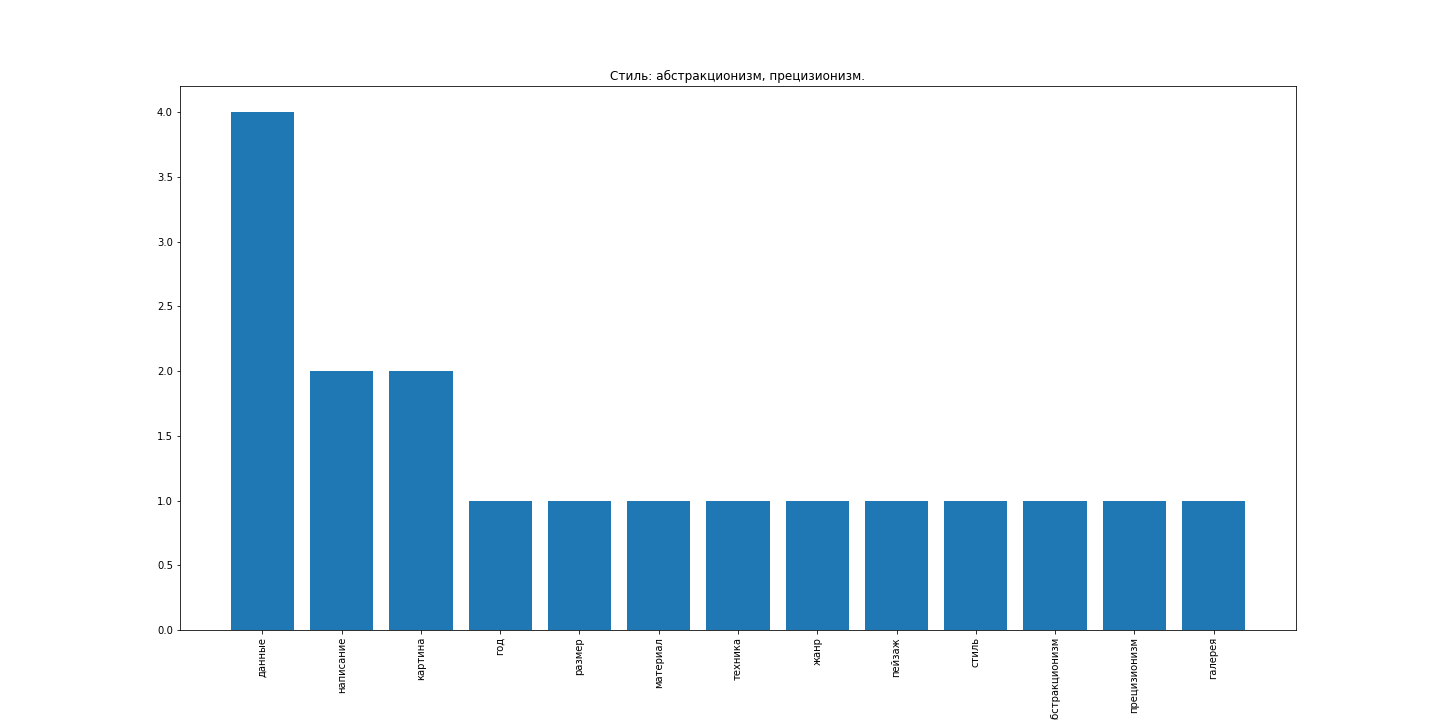 Стиль: абстракционизм, прецизионизм.
4.0
3.5
3.0
2.5
2.0
1.5
1.0
0.5
0.0
данные
написание
картина
год
размер
материал
техника
жанр
пейзаж
стиль
бстракционизм
прецизионизм
галерея